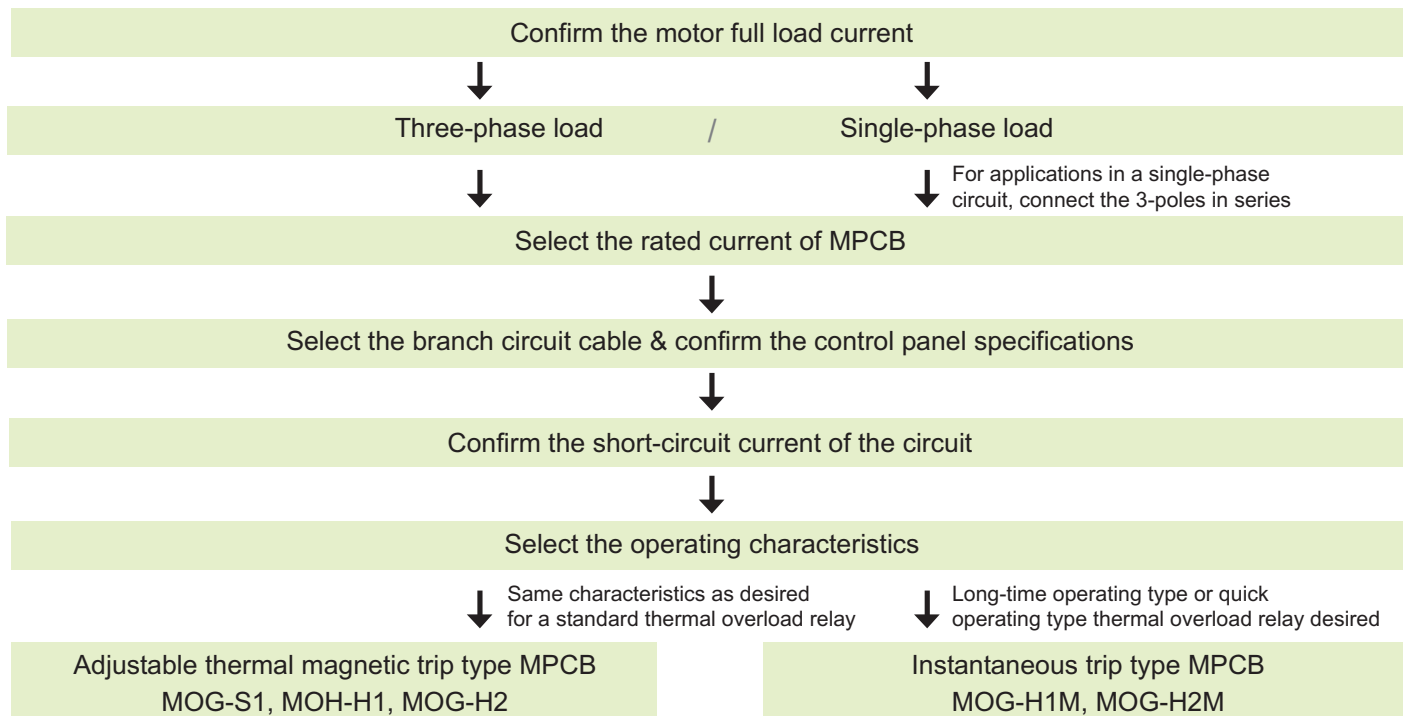 Confirm the motor full load current
Three-phase load / Single-phase load
For applications in a single-phase
circuit, connect the 3-poles in series
Select the rated current of MPCB
Select the branch circuit cable & confirm the control panel specifications
Confirm the short-circuit current of the circuit
Select the operating characteristics
Same characteristics as desired
for a standard thermal overload relay
Long-time operating type or quick
operating type thermal overload relay desired
Adjustable thermal magnetic trip type MPCB
MOG-S1, MOH-H1, MOG-H2
Instantaneous trip type MPCB
MOG-H1M, MOG-H2M